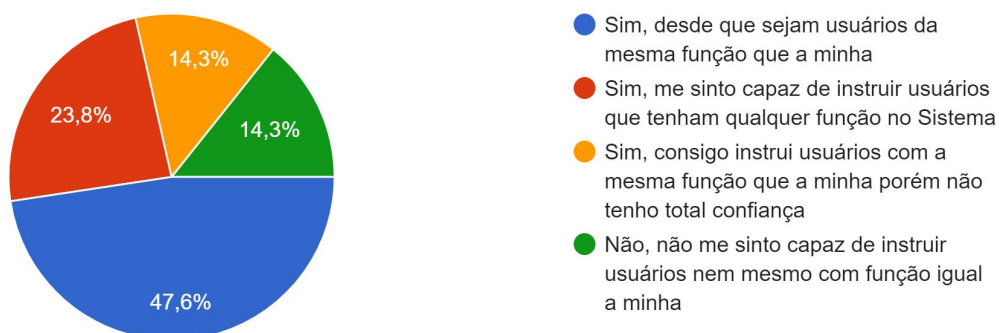 14,3%
23,8%
14,3%
47,6%
Sim, desde que sejam usuários da
mesma função que a minha
Sim, me sinto capaz de instruir usuários
que tenham qualquer função no Sistema
Sim, consigo instrui usuários com a
mesma função que a minha porém não
tenho total confiança
Não, não me sinto capaz de instruir
usuários nem mesmo com função igual
a minha